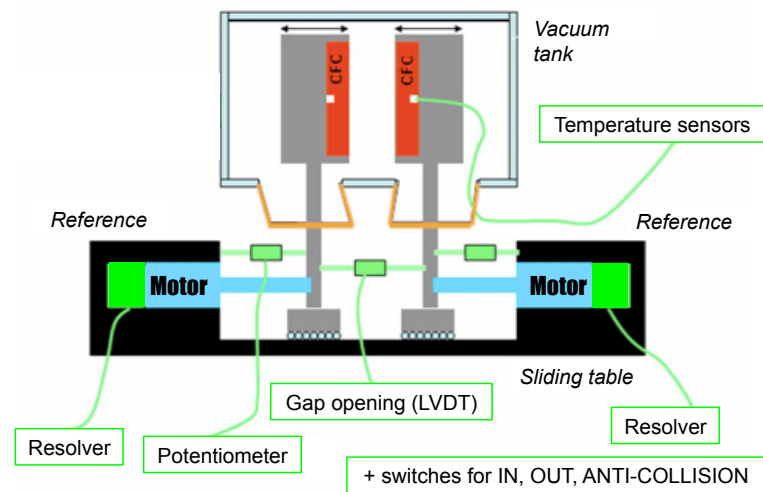 Vacuum
tank
CFC
CFC
Temperature sensors
Reference
Reference
Motor
Motor
Sliding table
Gap opening (LVDT)
Resolver
Resolver
Potentiometer
+ switches for IN, OUT, ANTI-COLLISION